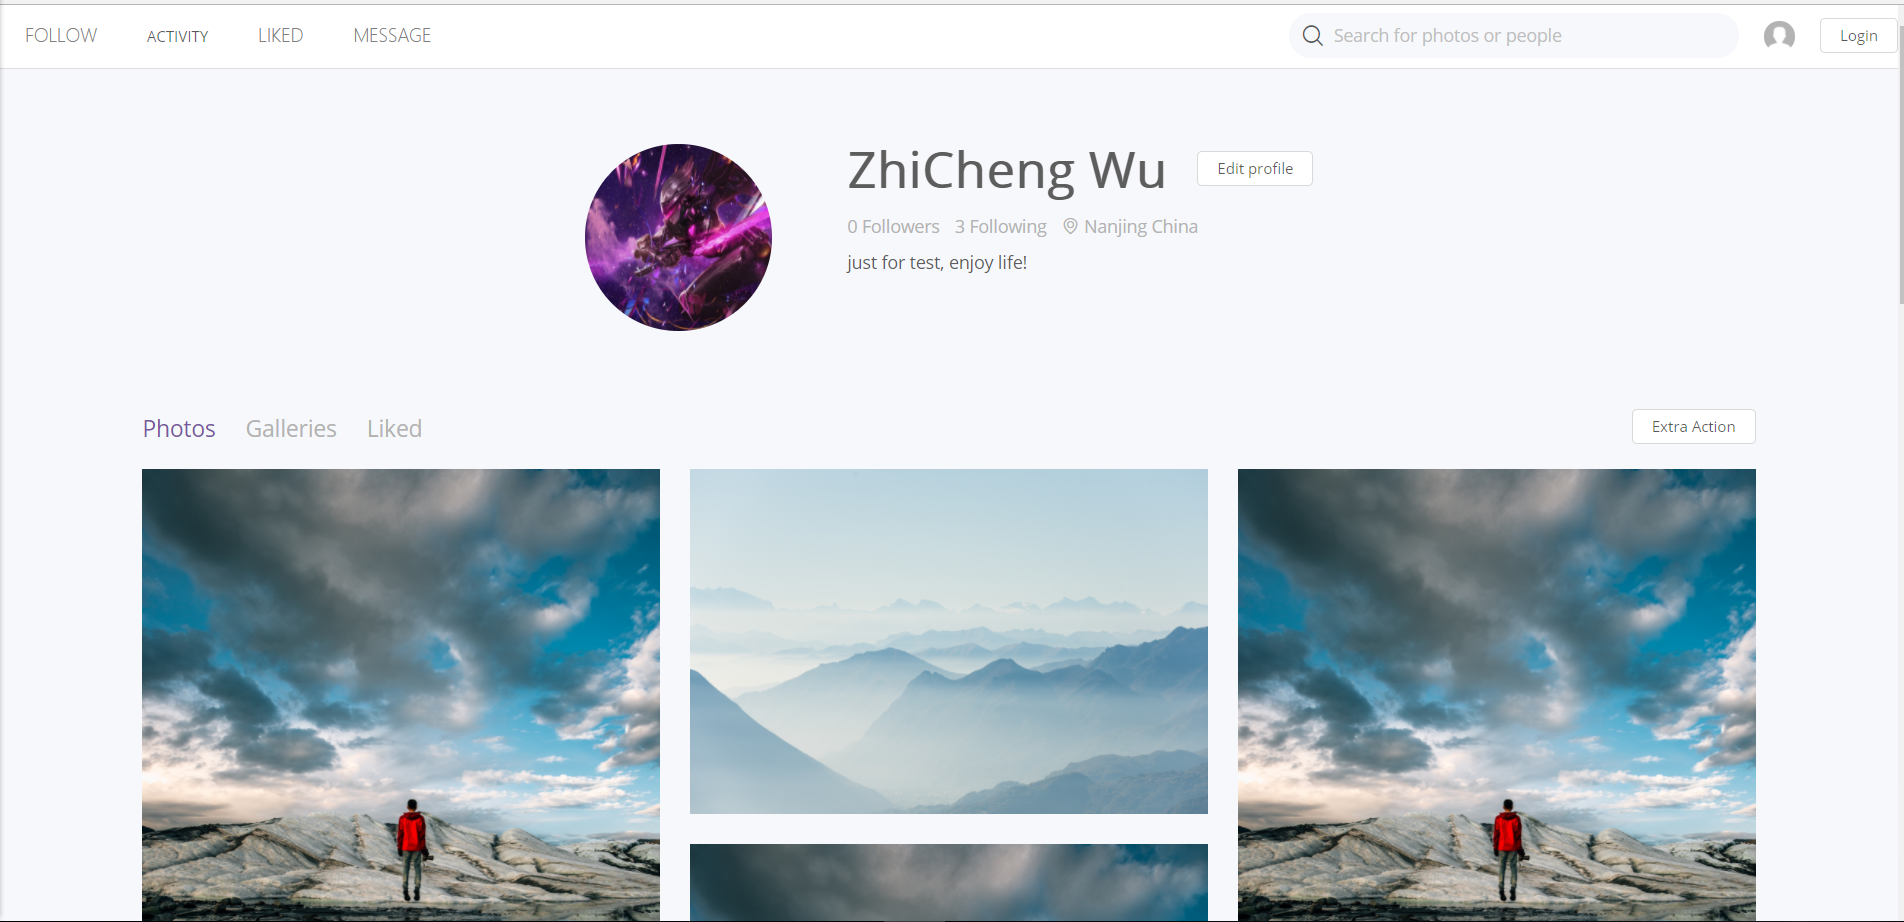 FOLLOW ACTIVITY LIKED MESSAGE Search for photos or people Login
ZhiCheng Wu Edit profile
0 Followers 3 Following Nanjing China
just for test, enjoy life!
Photos Galleries Liked Extra Action